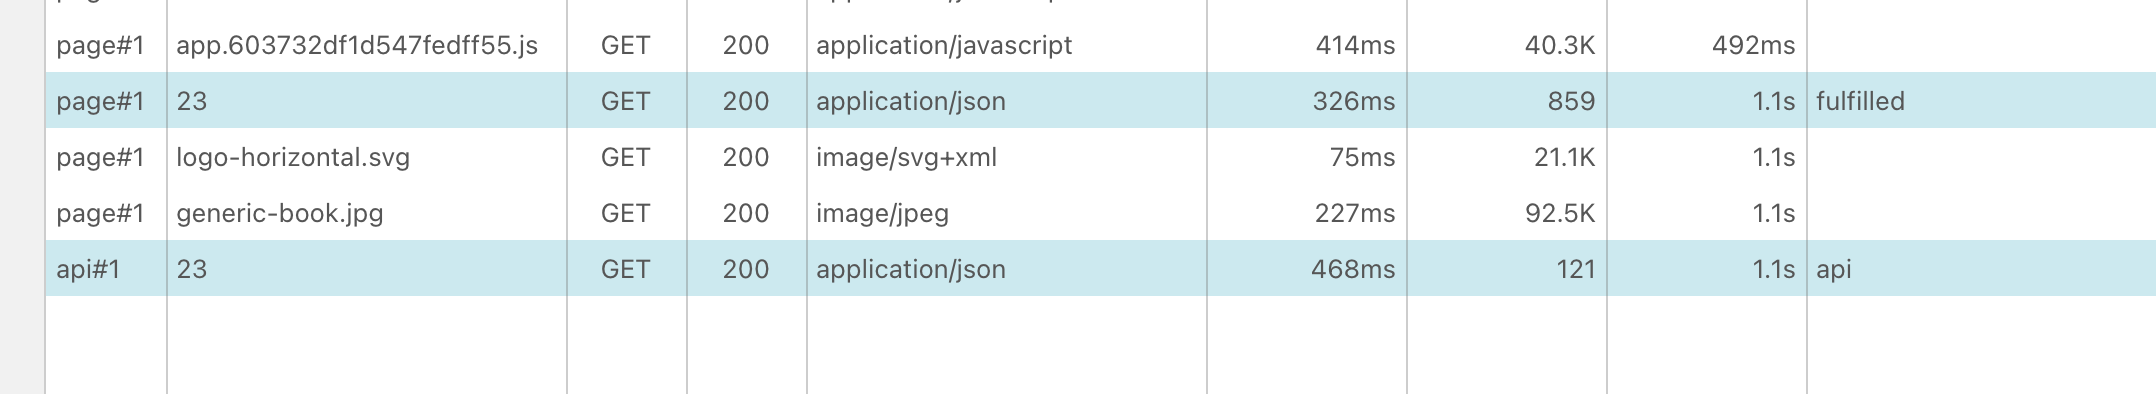 page#1 app.603732df1d547fedff55.js GET 200 application/javascript 414ms 40.3K 492ms
page#1 23 GET 200 application/json 326ms 859 1.1s fulfilled
page#1 logo-horizontal.svg GET 200 image/svg+xml 75ms 21.1K 1.1s
page#1 generic-book.jpg GET 200 image/jpeg 227ms 92.5K 1.1s
api#1 23 GET 200 application/json 468ms 121 1.1s api